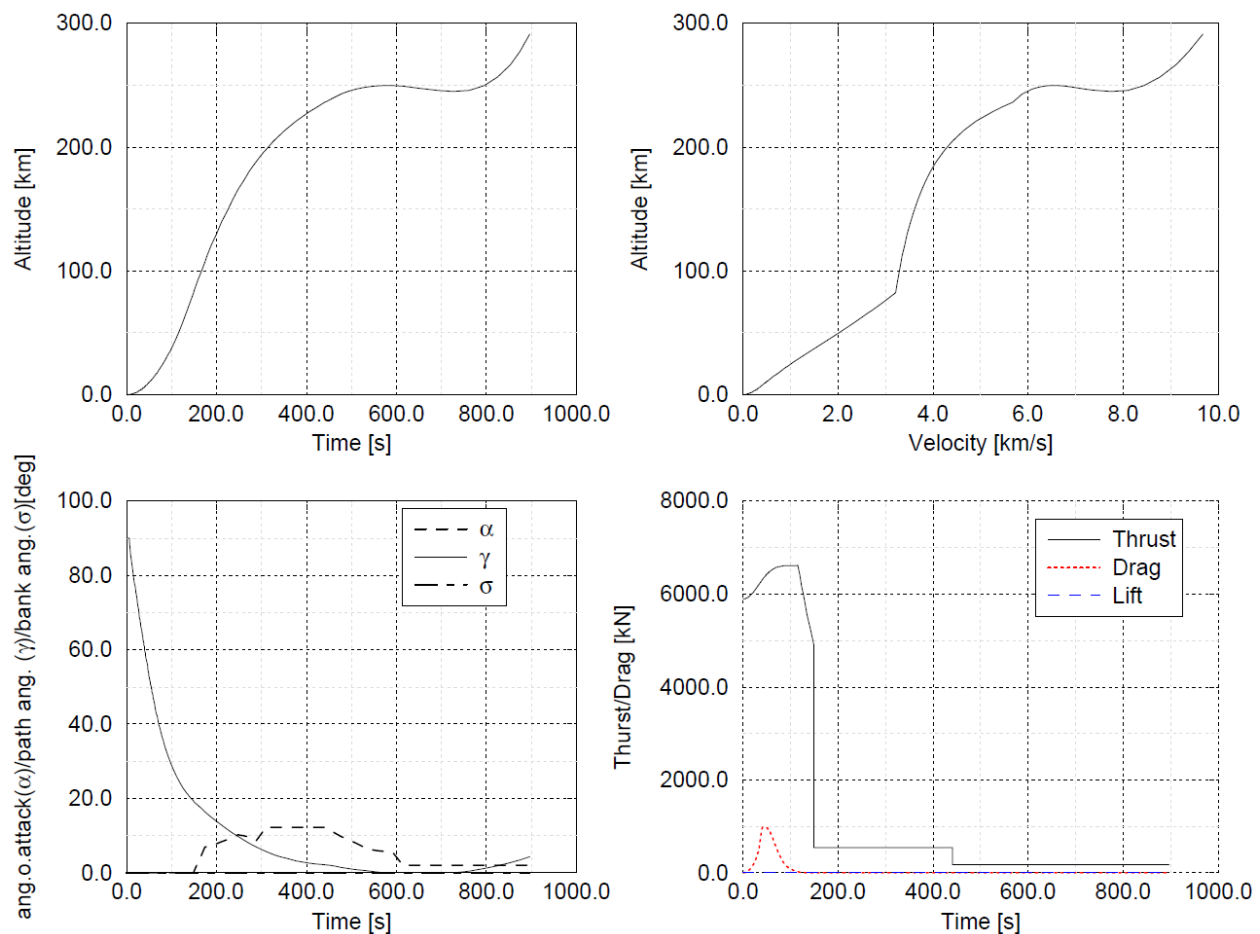 300.0
200.0
100.0
0.0
Altitude [km]
0.0 200.0 400.0 600.0 800.0 1000.0
Time [s]
300.0
200.0
100.0
0.0
Altitude [km]
0.0 2.0 4.0 6.0 8.0 10.0
Velocity [km/s]
100.0
80.0
60.0
40.0
20.0
0.0
ang.o.attack(α)/path ang. (γ)/bank ang.(σ)[deg]
α
γ
σ
0.0 200.0 400.0 600.0 800.0 1000.0
Time [s]
8000.0
6000.0
4000.0
2000.0
0.0
Thurst/Drag [kN]
Thrust
Drag
Lift
0.0 200.0 400.0 600.0 800.0 1000.0
Time [s]